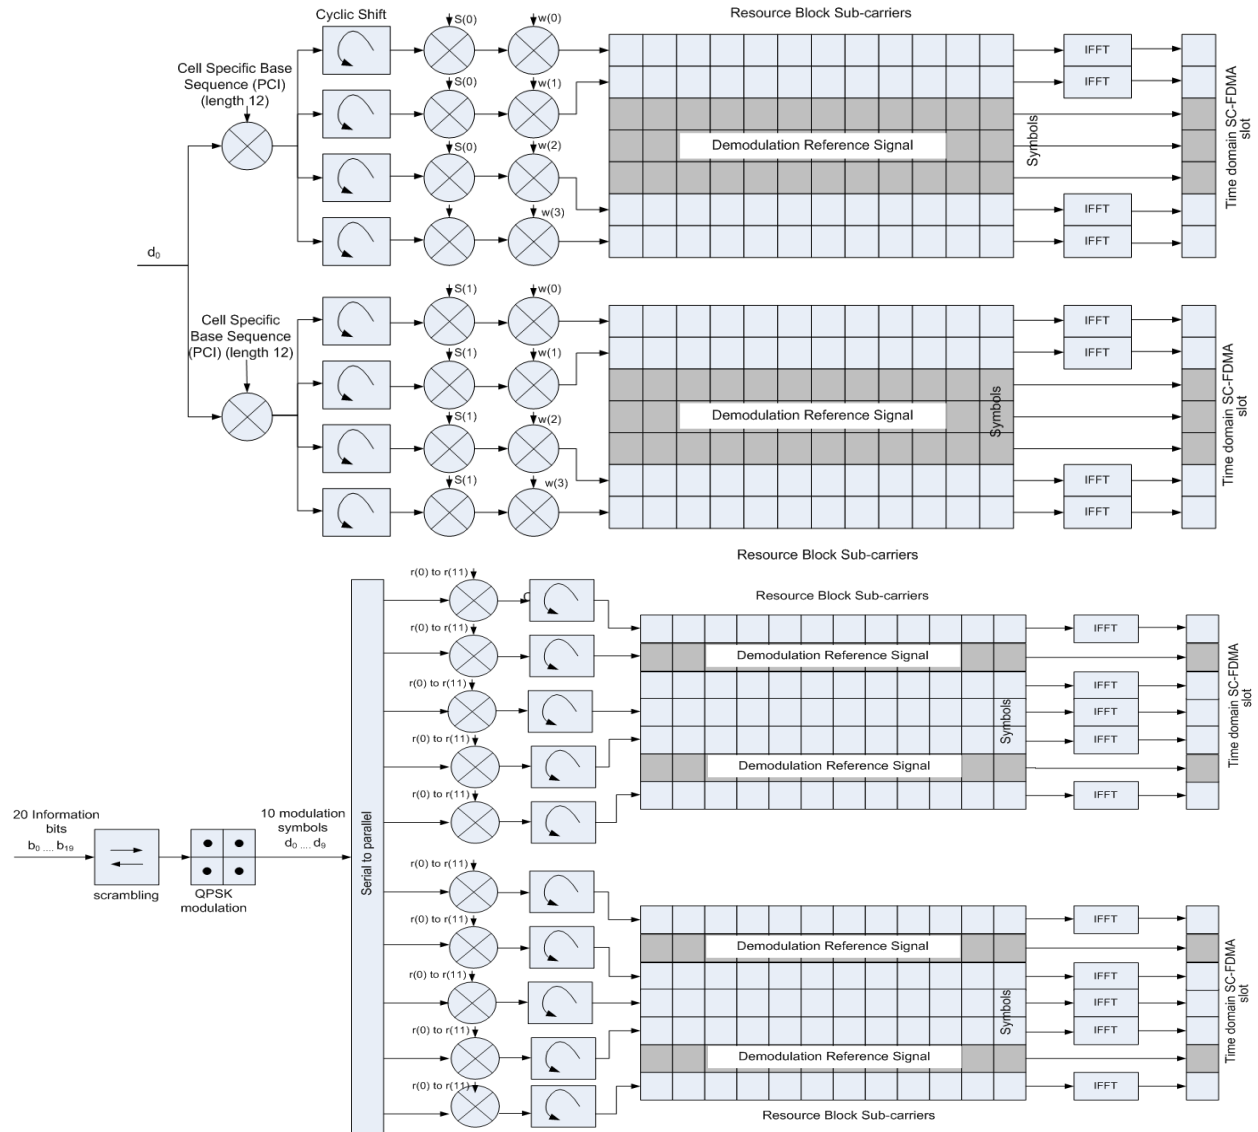 Cyclic Shift
S(0)
w(0)
Resource Block Sub-carriers
IFFT
Cell Specific Base
Sequence (PCI)
(length 12)
S(0)
w(1)
IFFT
S(0)
w(2)
Demodulation Reference Signal
Symbols
Time domain SC-FDMA
slot
w(3)
IFFT
IFFT
d0
S(1)
w(0)
IFFT
Cell Specific
Base Sequence
(PCI) (length 12)
S(1)
w(1)
IFFT
S(1)
w(2)
Demodulation Reference Signal
Symbols
Time domain SC-FDMA
slot
S(1)
w(3)
IFFT
IFFT
Resource Block Sub-carriers
r(0) to r(11)
Resource Block Sub-carriers
IFFT
r(0) to r(11)
Demodulation Reference Signal
r(0) to r(11)
IFFT
IFFT
Symbols
Time domain SC-FDMA
slot
r(0) to r(11)
IFFT
Demodulation Reference Signal
r(0) to r(11)
IFFT
20 Information
bits
b0 .... b19
scrambling
QPSK
modulation
10 modulation
symbols
d0 .... d9
Serial to parallel
r(0) to r(11)
IFFT
r(0) to r(11)
Demodulation Reference Signal
r(0) to r(11)
IFFT
IFFT
Symbols
Time domain SC-FDMA
slot
r(0) to r(11)
IFFT
Demodulation Reference Signal
r(0) to r(11)
IFFT
Resource Block Sub-carriers